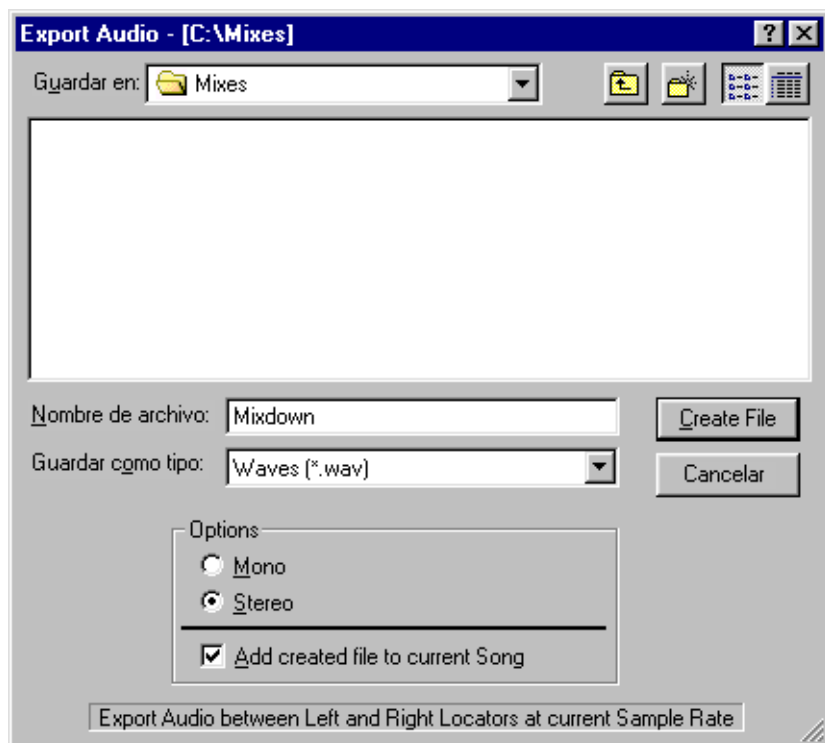 Export Audio - [C:\Mixes]
Guardar en: Mixes
Nombre de archivo: Mixdown
Create File
Guardar como tipo: Waves (*.wav)
Cancelar
Options
Mono
Stereo
Add created file to current Song
Export Audio between Left and Right Locators at current Sample Rate